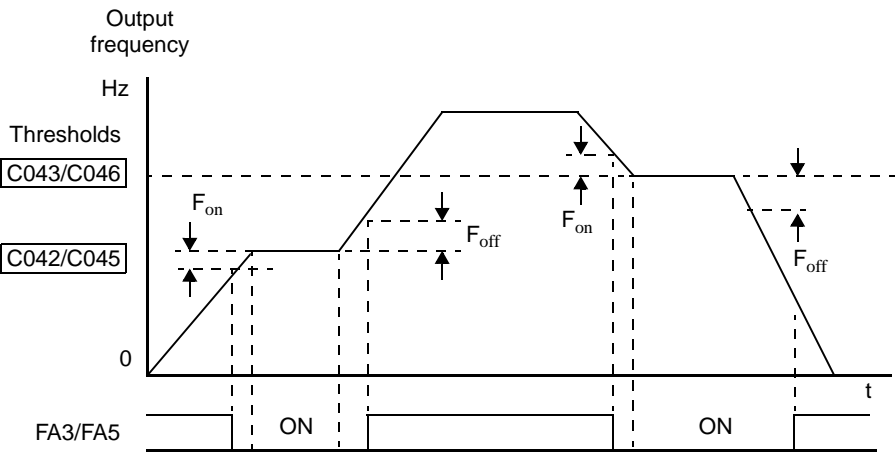 Output
frequency
Hz
Thresholds
C043/C046
F_on
F_off
F_on
F_off
C042/C045
0
t
FA3/FA5
ON
ON